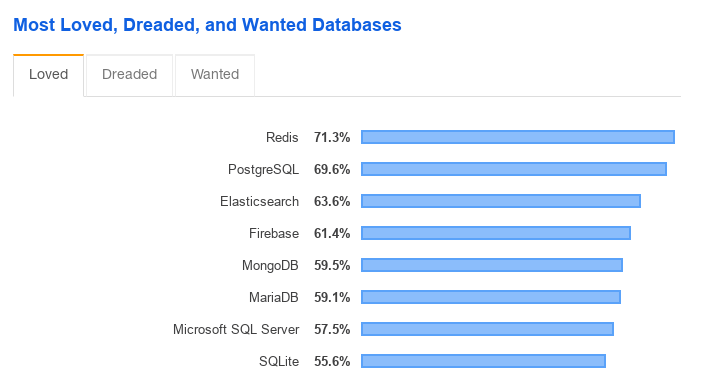 Most Loved, Dreaded, and Wanted Databases
Loved Dreaded Wanted
Redis 71.3%
PostgreSQL 69.6%
Elasticsearch 63.6%
Firebase 61.4%
MongoDB 59.5%
MariaDB 59.1%
Microsoft SQL Server 57.5%
SQLite 55.6%